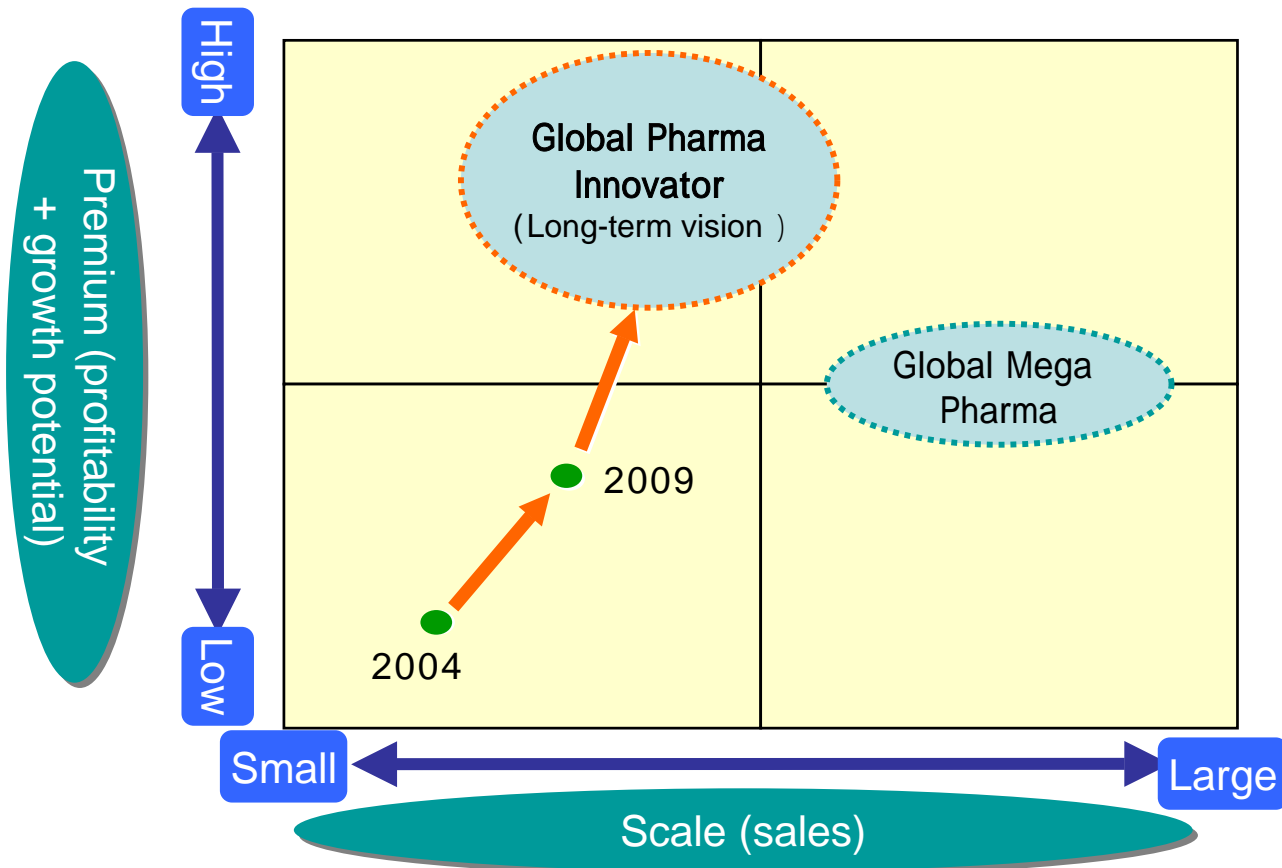 High
Premium (profitability
+ growth potential)
Global Pharma
Innovator
(Long-term vision )
Global Mega
Pharma
2009
2004
Low
Small
Large
Scale (sales)